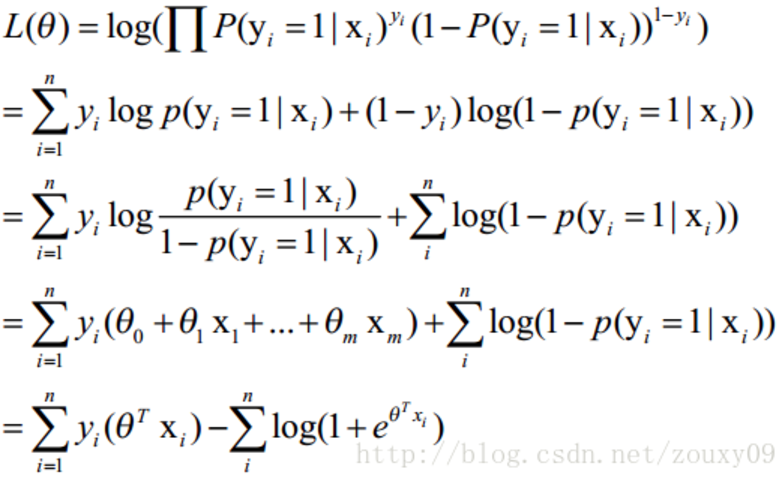 L(θ) = log(∏ P(y_i = 1 | x_i)^{y_i} (1 − P(y_i = 1 | x_i))^{1−y_i})
= ∑_{i=1}^{n} y_i log p(y_i = 1 | x_i) + (1 − y_i) log(1 − p(y_i = 1 | x_i))
= ∑_{i=1}^{n} y_i log \frac{p(y_i = 1 | x_i)}{1 − p(y_i = 1 | x_i)} + ∑_{i}^{n} log(1 − p(y_i = 1 | x_i))
= ∑_{i=1}^{n} y_i (θ_0 + θ_1 x_1 + ... + θ_m x_m) + ∑_{i}^{n} log(1 − p(y_i = 1 | x_i))
= ∑_{i=1}^{n} y_i (θ^T x_i) − ∑_{i}^{n} log(1 + e^{θ^T x_i})
http://blog.csdn.net/zouxy09